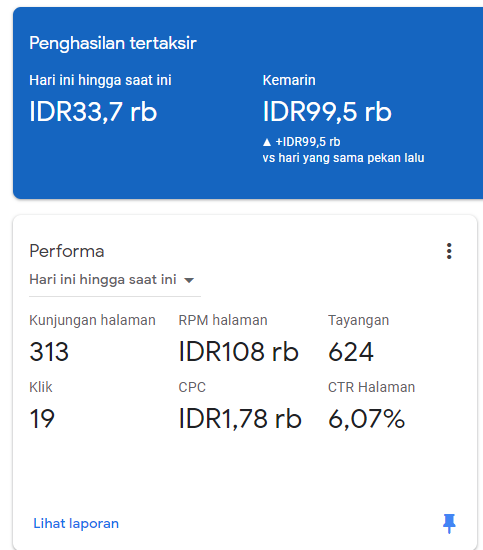 Penghasilan tertaksir
Hari ini hingga saat ini
Kemarin
IDR33,7 rb
IDR99,5 rb
▲ +IDR99,5 rb
vs hari yang sama pekan lalu
Performa
Hari ini hingga saat ini
Kunjungan halaman
RPM halaman
Tayangan
313
IDR108 rb
624
Klik
CPC
CTR Halaman
19
IDR1,78 rb
6,07%
Lihat laporan